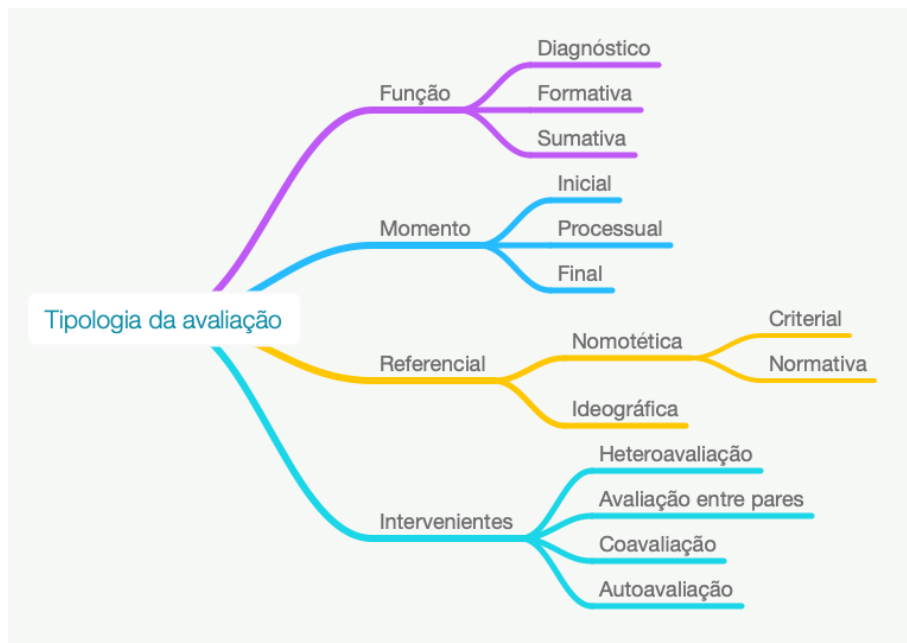 Tipologia da avaliação
Função
Diagnóstico
Formativa
Sumativa
Momento
Inicial
Processual
Final
Referencial
Nomotética
Criterial
Normativa
Ideográfica
Intervenientes
Heteroavaliação
Avaliação entre pares
Coavaliação
Autoavaliação